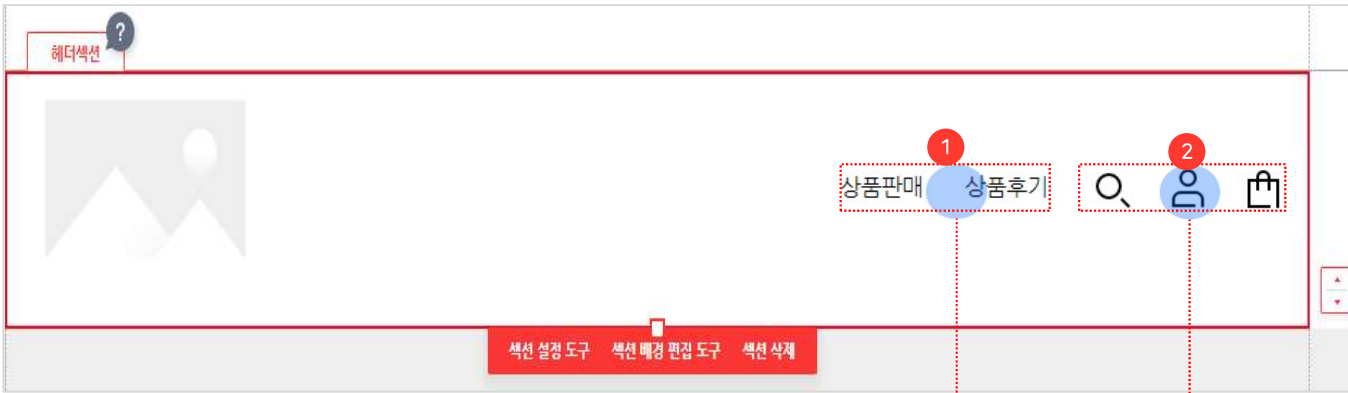 ?
헤더섹션
1
2
상품판매 상품후기
섹션 설정 도구 섹션 배경 편집 도구 섹션 삭제